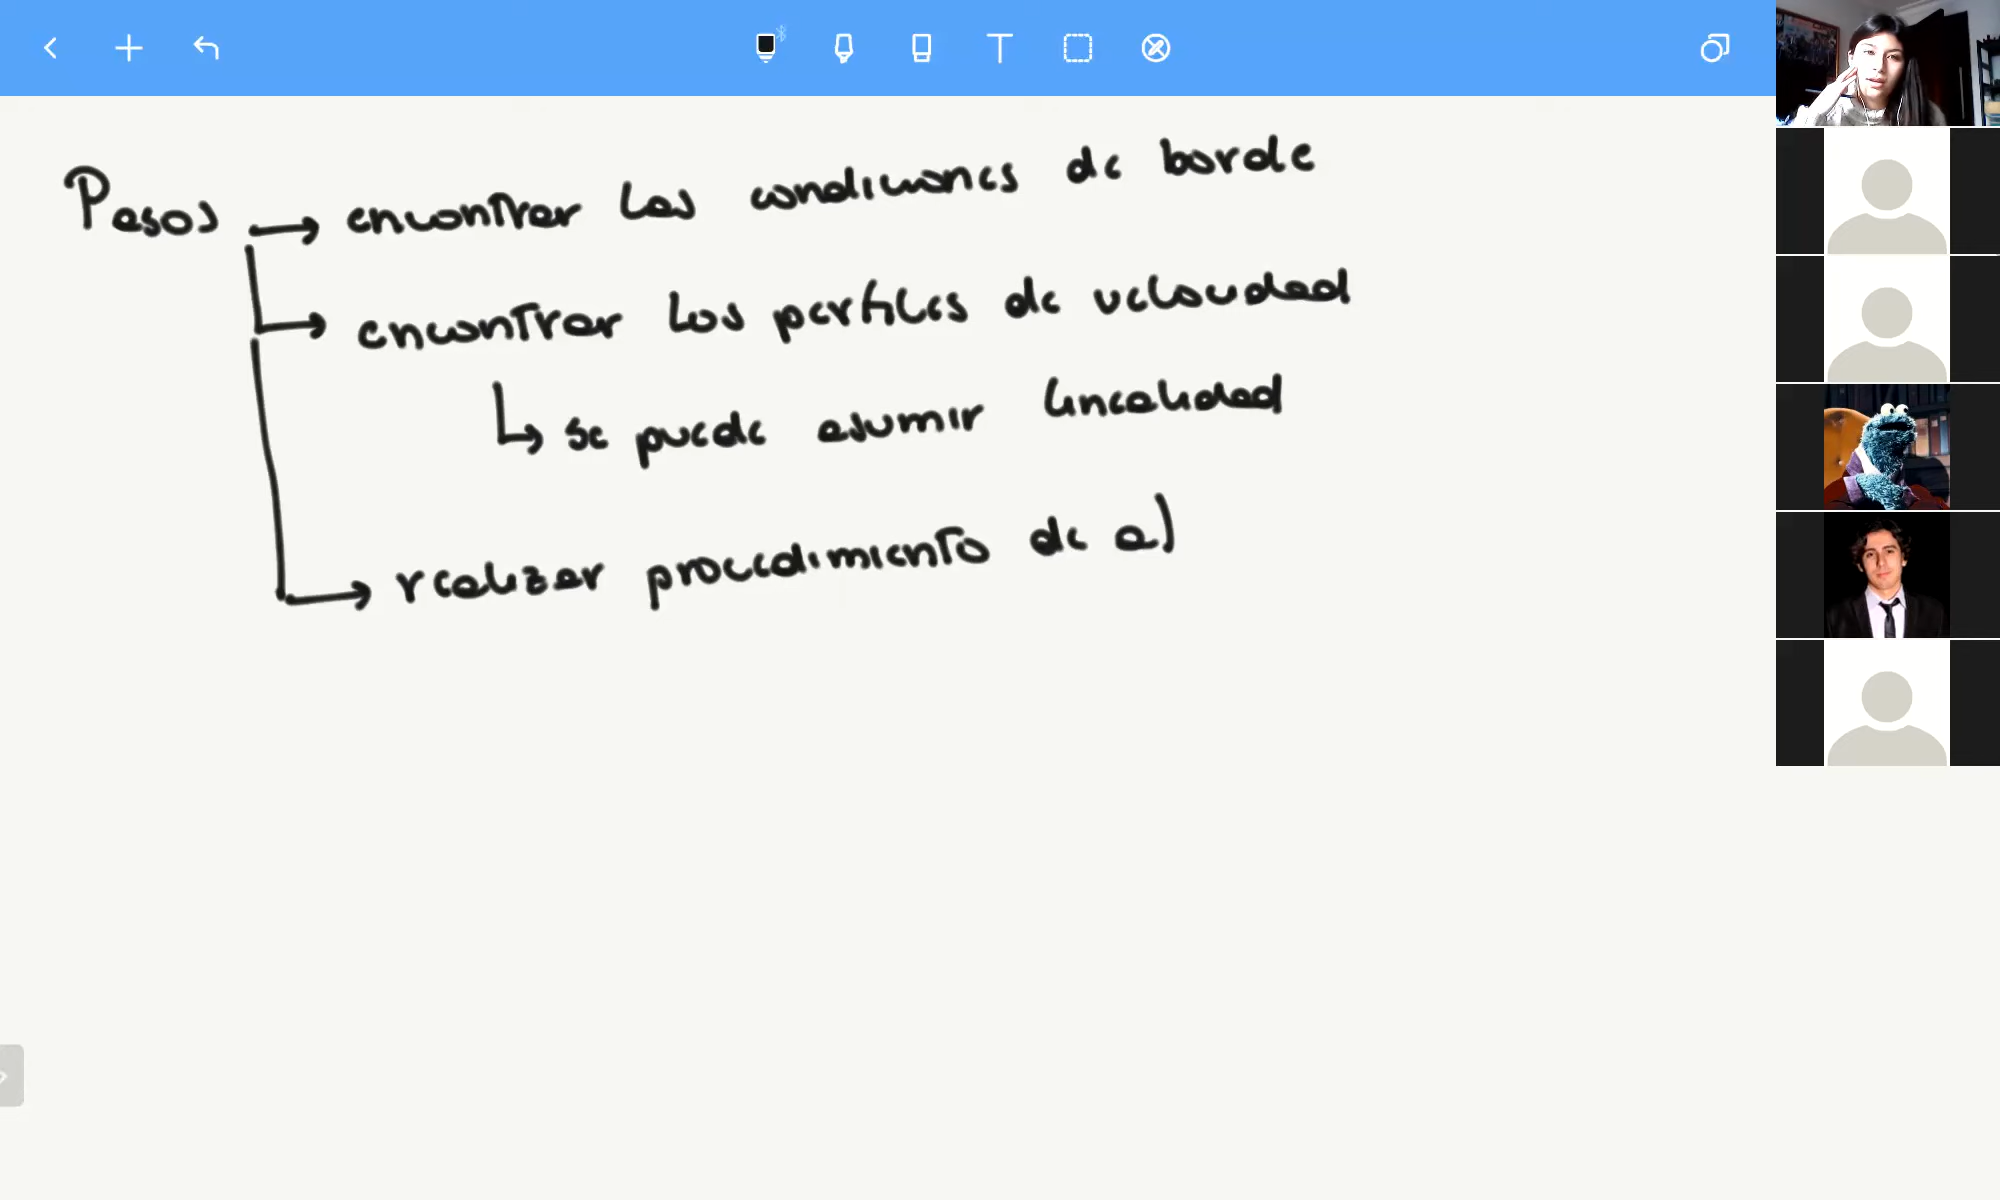 Pasos → encontrar las condiciones de borde
→ encontrar los perfiles de velocidad
↳ se puede asumir linealidad
→ realizar procedimiento de a)